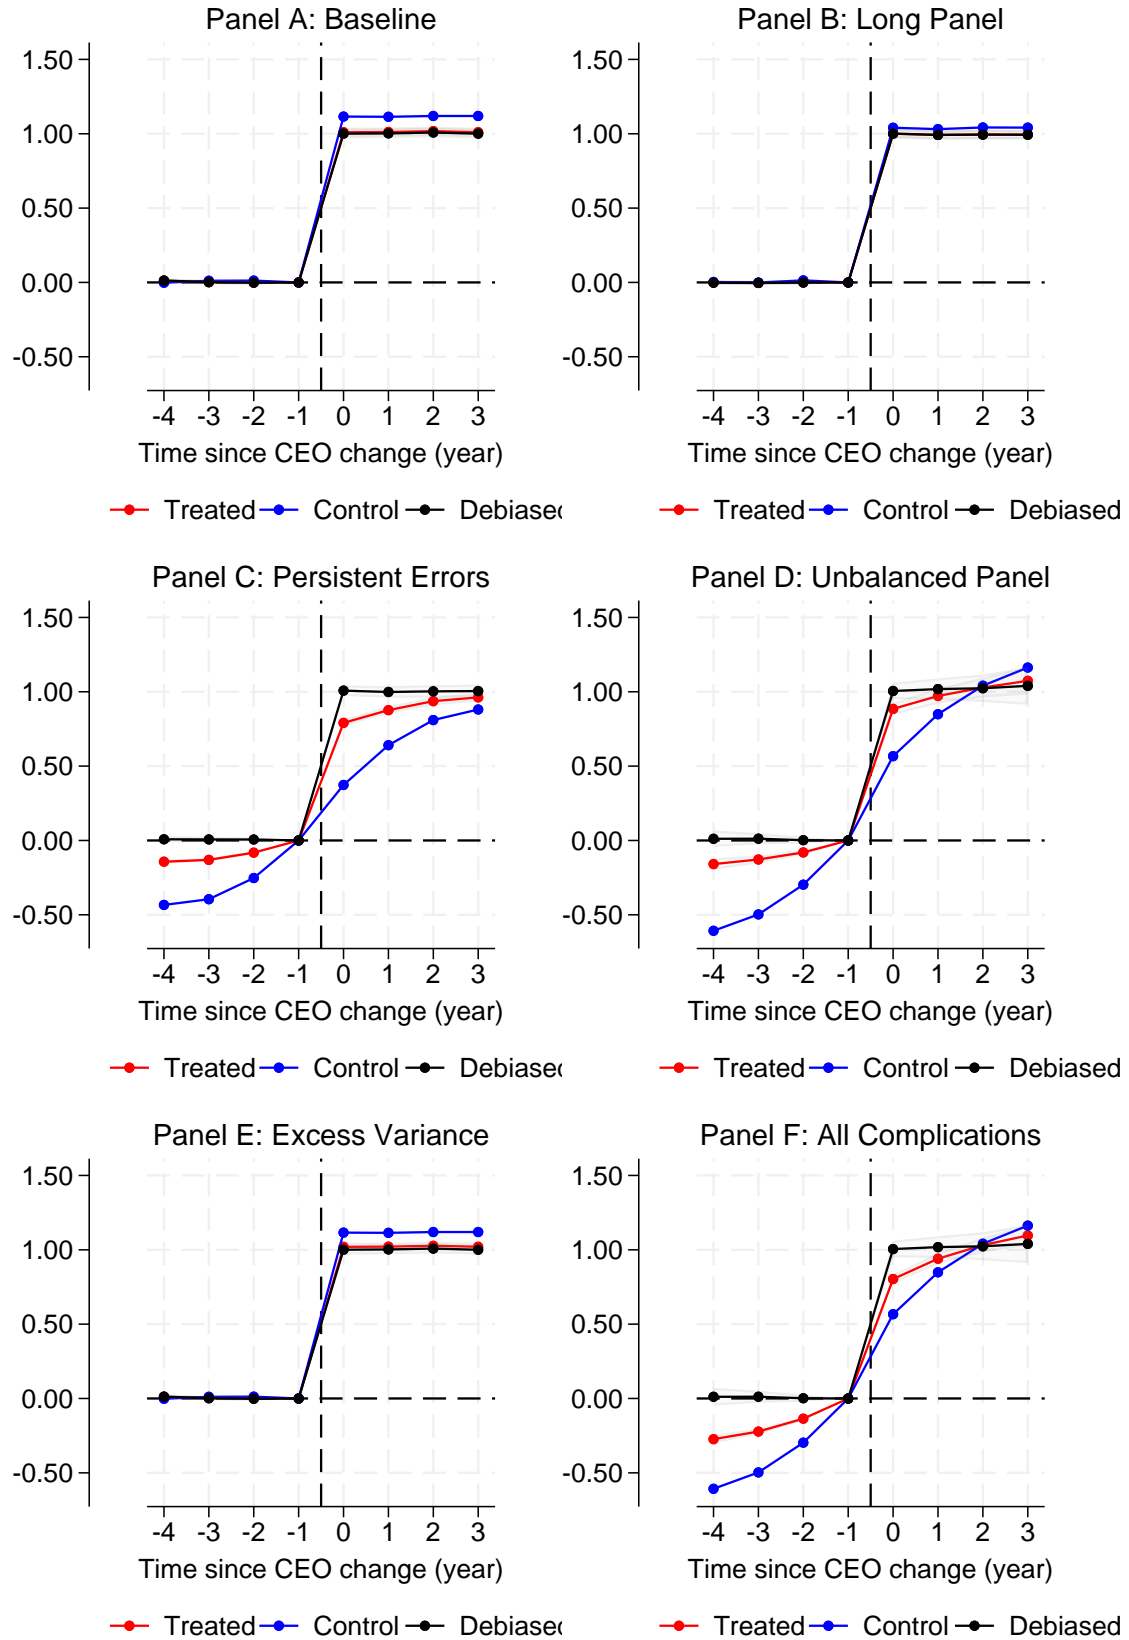 Panel A: Baseline
1.50
1.00
0.50
0.00
-0.50
-4 -3 -2 -1 0 1 2 3
Time since CEO change (year)
Treated Control Debiased
Panel B: Long Panel
1.50
1.00
0.50
0.00
-0.50
-4 -3 -2 -1 0 1 2 3
Time since CEO change (year)
Treated Control Debiased
Panel C: Persistent Errors
1.50
1.00
0.50
0.00
-0.50
-4 -3 -2 -1 0 1 2 3
Time since CEO change (year)
Treated Control Debiased
Panel D: Unbalanced Panel
1.50
1.00
0.50
0.00
-0.50
-4 -3 -2 -1 0 1 2 3
Time since CEO change (year)
Treated Control Debiased
Panel E: Excess Variance
1.50
1.00
0.50
0.00
-0.50
-4 -3 -2 -1 0 1 2 3
Time since CEO change (year)
Treated Control Debiased
Panel F: All Complications
1.50
1.00
0.50
0.00
-0.50
-4 -3 -2 -1 0 1 2 3
Time since CEO change (year)
Treated Control Debiased